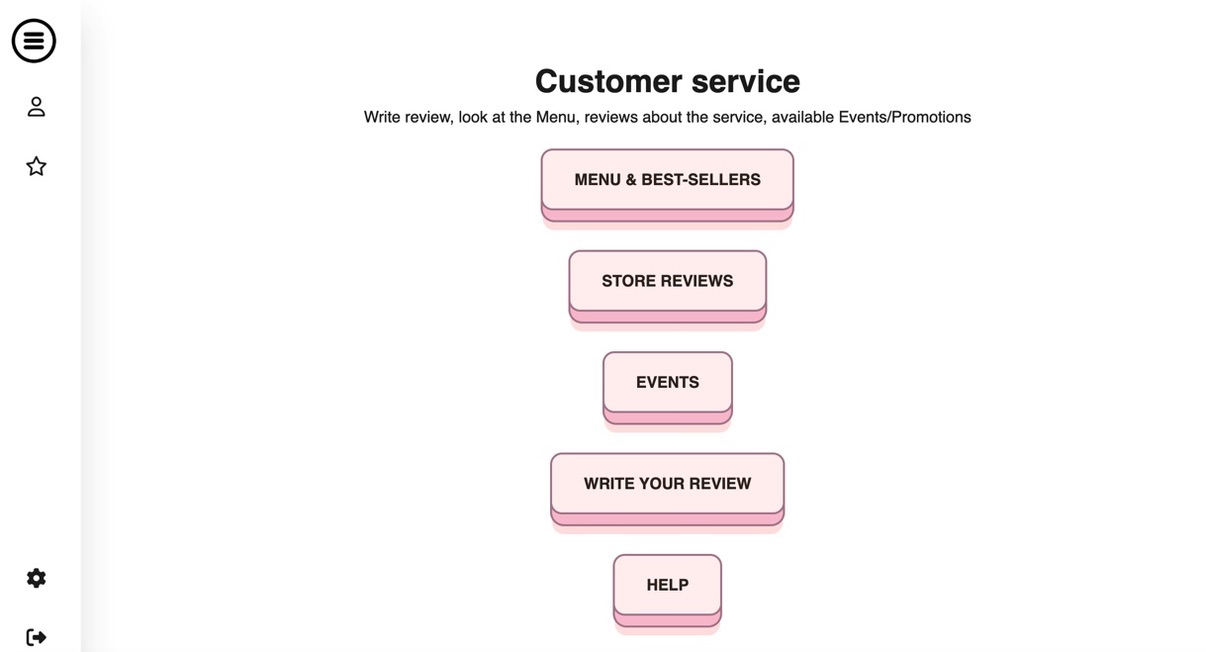 Customer service
Write review, look at the Menu, reviews about the service, available Events/Promotions
MENU & BEST-SELLERS
STORE REVIEWS
EVENTS
WRITE YOUR REVIEW
HELP